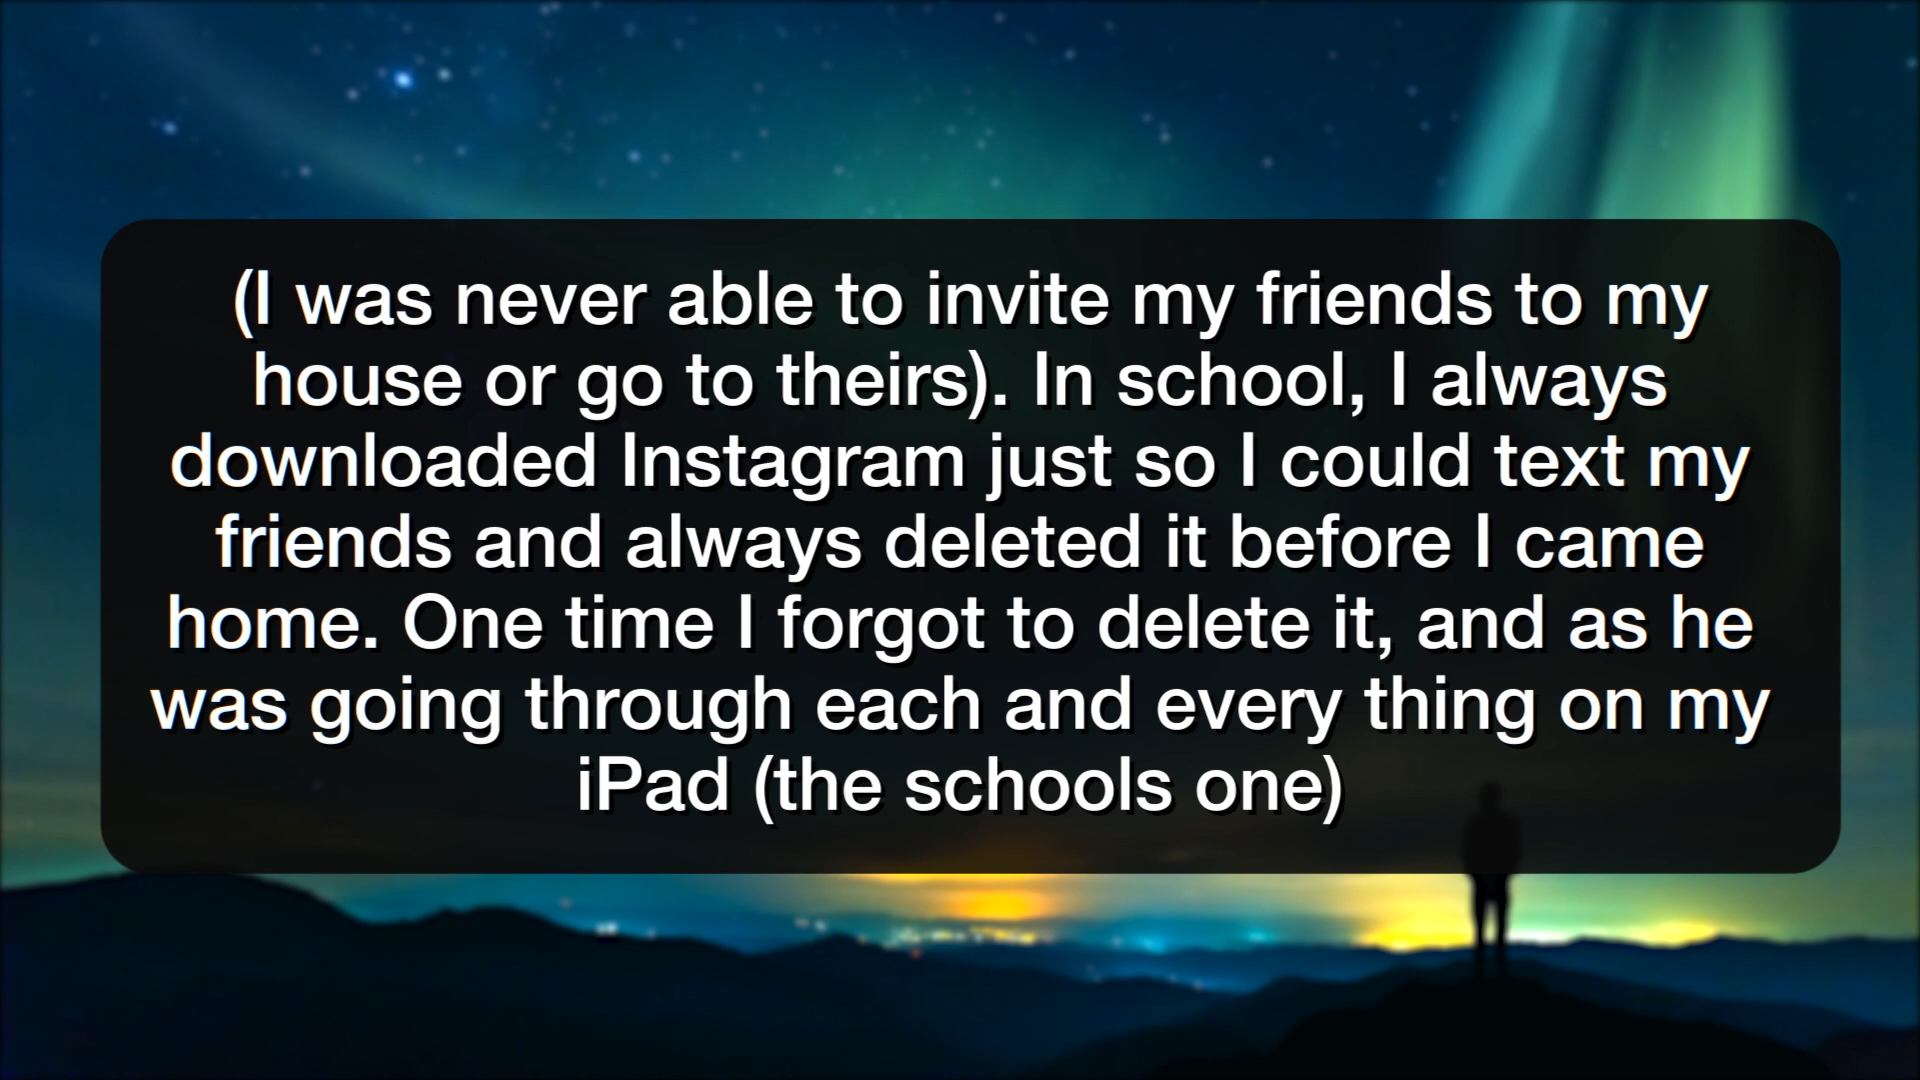 (I was never able to invite my friends to my
house or go to theirs). In school, I always
downloaded Instagram just so I could text my
friends and always deleted it before I came
home. One time I forgot to delete it, and as he
was going through each and every thing on my
iPad (the schools one)